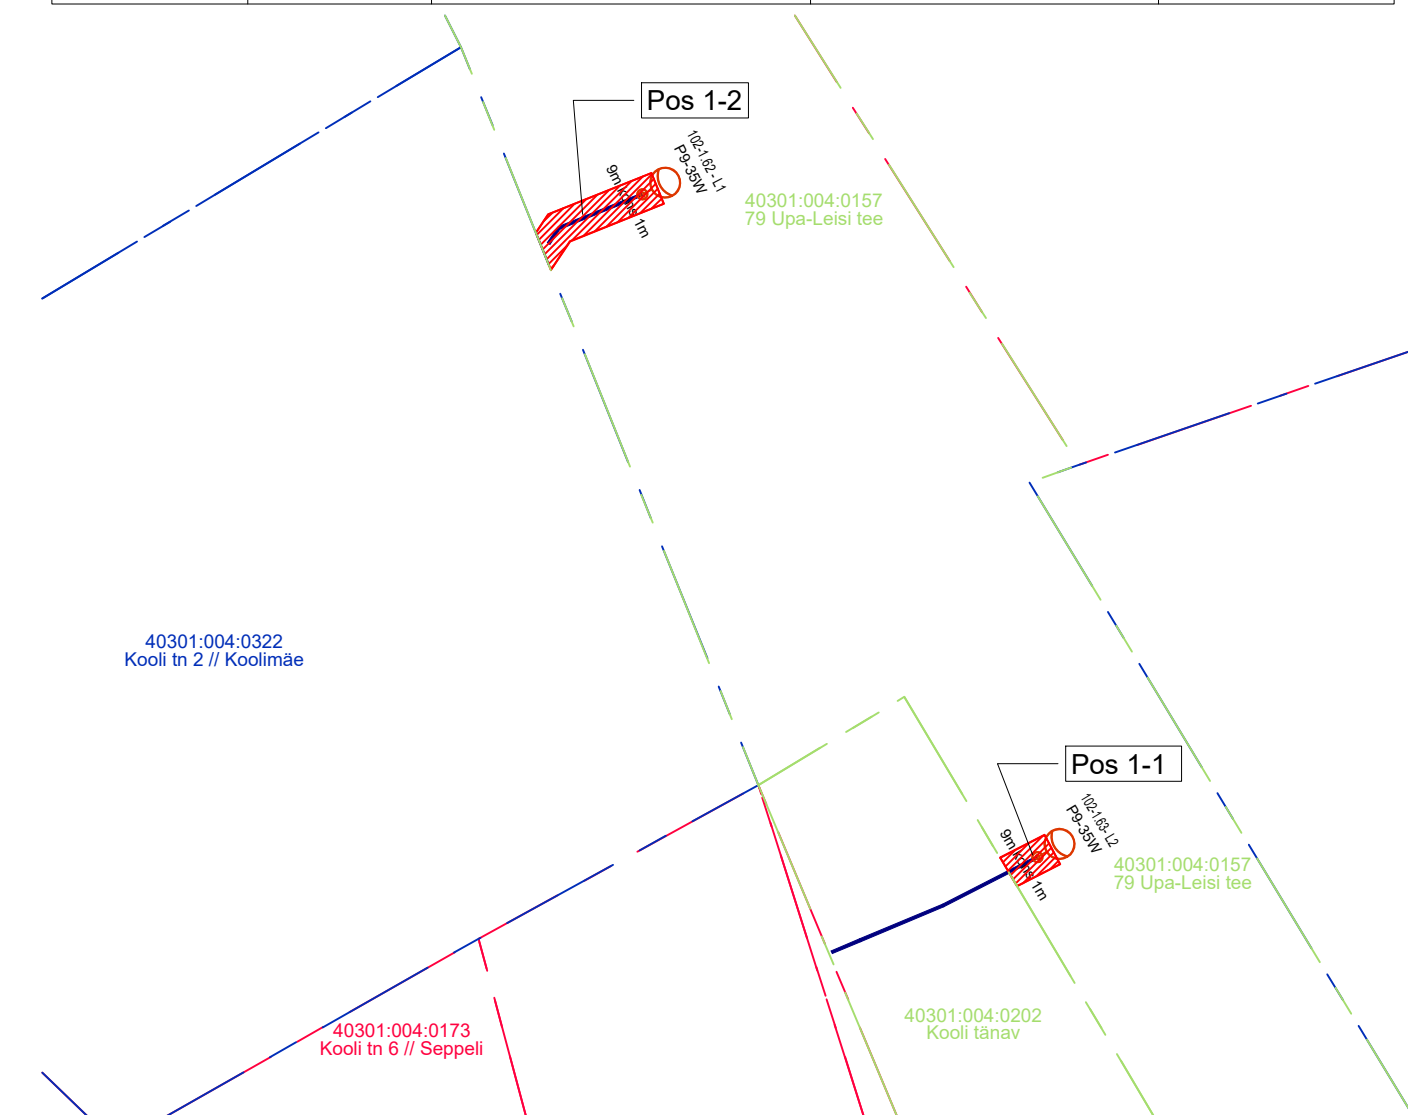 Pos 1-2
102-1.62 - L1
P9-35W
9m kons 1m
40301:004:0157
79 Upa-Leisi tee
40301:004:0322
Kooli tn 2 // Koolimäe
Pos 1-1
102-1.63- L2
P9-35W
9m kons 1m
40301:004:0157
79 Upa-Leisi tee
40301:004:0202
Kooli tänav
40301:004:0173
Kooli tn 6 // Seppeli